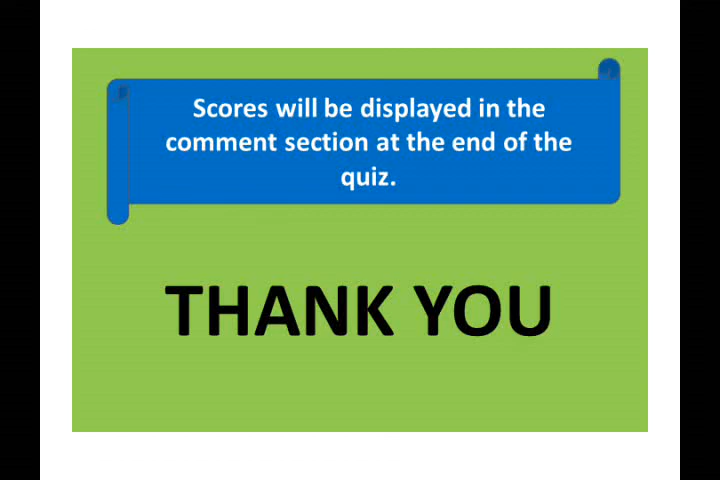 Scores will be displayed in the
comment section at the end of the
quiz.
THANK YOU